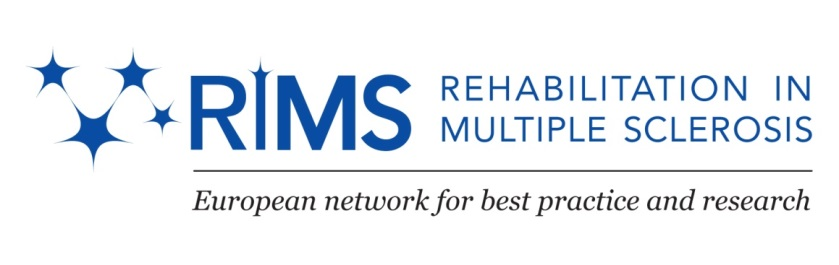 RIMS
REHABILITATION IN
MULTIPLE SCLEROSIS
European network for best practice and research